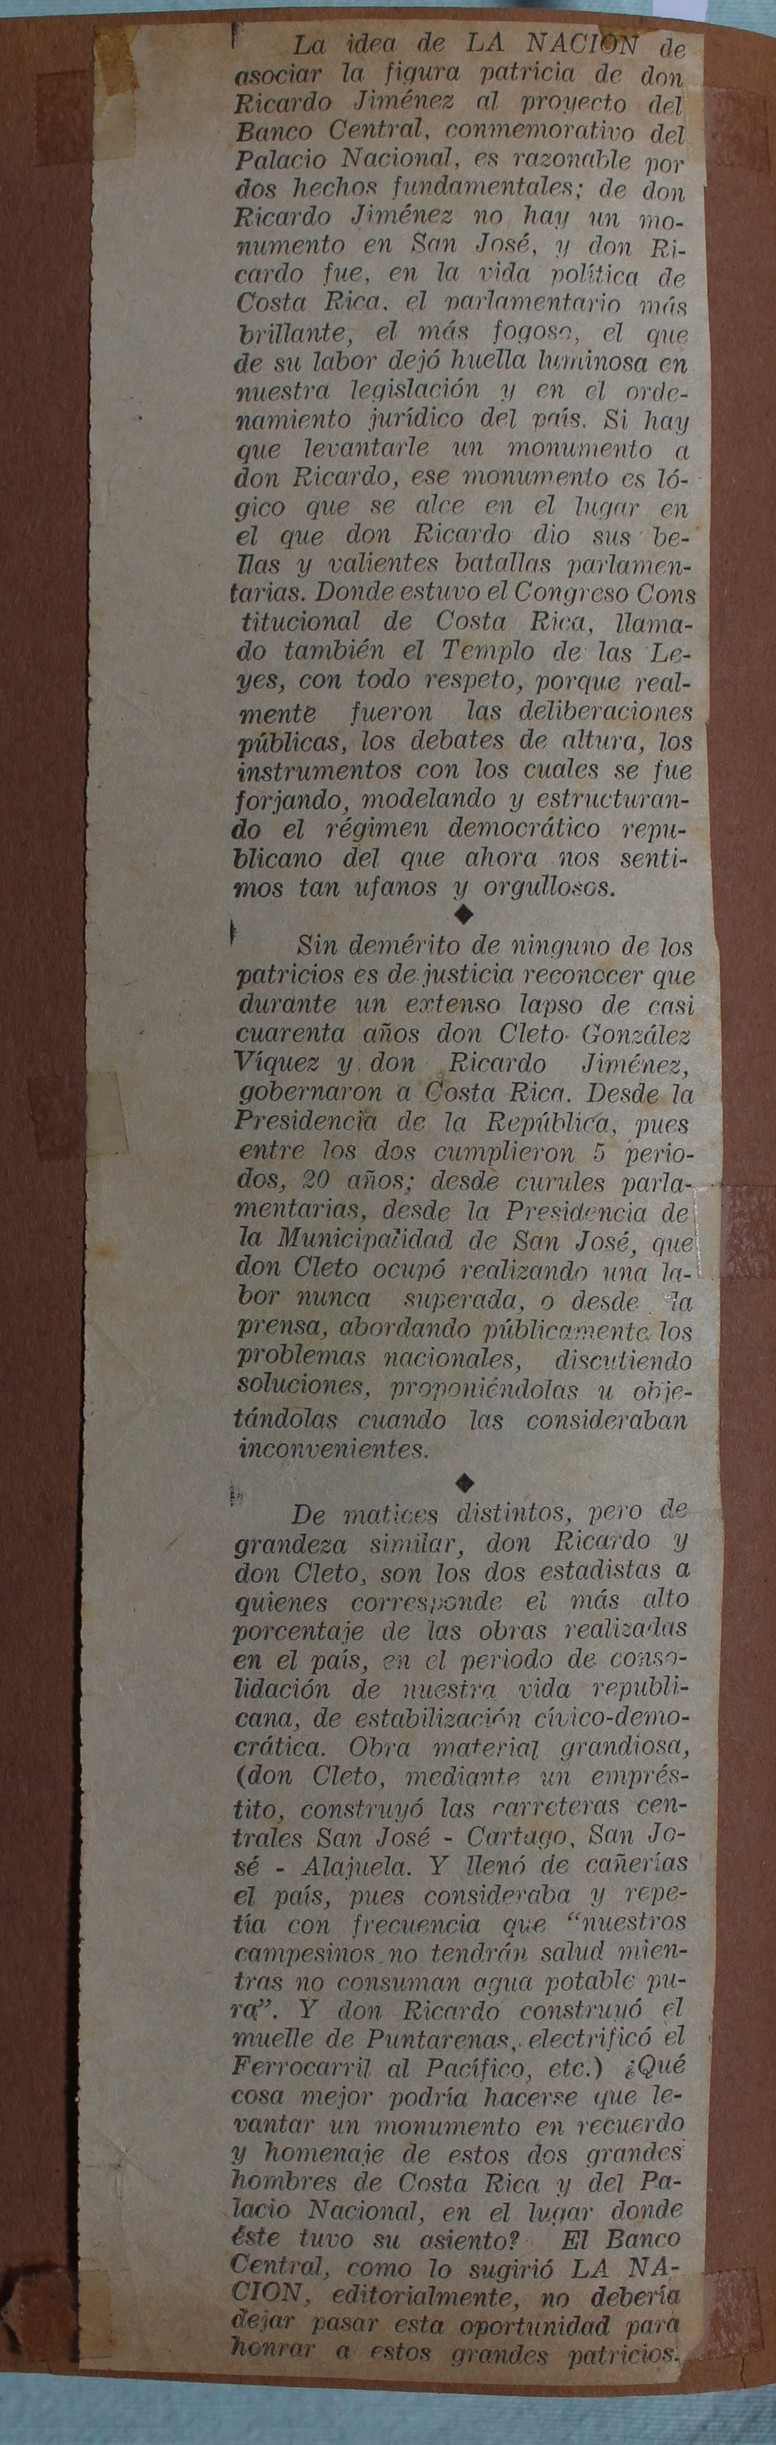 La idea de LA NACION de
asociar la figura patricia de don
Ricardo Jiménez al proyecto del
Banco Central, conmemorativo del
Palacio Nacional, es razonable por
dos hechos fundamentales; de don
Ricardo Jiménez no hay un mo-
numento en San José, y don Ri-
cardo fue, en la vida política de
Costa Rica, el parlamentario más
brillante, el más fogoso, el que
de su labor dejó huella luminosa en
nuestra legislación y en el orde-
namiento jurídico del país. Si hay
que levantarle un monumento a
don Ricardo, ese monumento es ló-
gico que se alce en el lugar en
el que don Ricardo dio sus be-
llas y valientes batallas parlamen-
tarias. Donde estuvo el Congreso Cons
titucional de Costa Rica, llama-
do también el Templo de las Le-
yes, con todo respeto, porque real-
mente fueron las deliberaciones
públicas, los debates de altura, los
instrumentos con los cuales se fue
forjando, modelando y estructuran-
do el régimen democrático repu-
blicano del que ahora nos senti-
mos tan ufanos y orgullosos.
◆
Sin demérito de ninguno de los
patricios es de justicia reconocer que
durante un extenso lapso de casi
cuarenta años don Cleto González
Víquez y don Ricardo Jiménez,
gobernaron a Costa Rica. Desde la
Presidencia de la República, pues
entre los dos cumplieron 5 perio-
dos, 20 años; desde curules parla-
mentarias, desde la Presidencia de
la Municipalidad de San José, que
don Cleto ocupó realizando una la-
bor nunca superada, o desde la
prensa, abordando públicamente los
problemas nacionales, discutiendo
soluciones, proponiéndolas u obje-
tándolas cuando las consideraban
inconvenientes.
◆
De matices distintos, pero de
grandeza similar, don Ricardo y
don Cleto, son los dos estadistas a
quienes corresponde el más alto
porcentaje de las obras realizadas
en el país, en el periodo de conso-
lidación de nuestra vida republi-
cana, de estabilización cívico-demo-
crática. Obra material grandiosa,
(don Cleto, mediante un emprés-
tito, construyó las carreteras cen-
trales San José - Cartago, San Jo-
sé - Alajuela. Y llenó de cañerías
el país, pues consideraba y repe-
tía con frecuencia que “nuestros
campesinos no tendrán salud mien-
tras no consuman agua potable pu-
ra”. Y don Ricardo construyó el
muelle de Puntarenas, electrificó el
Ferrocarril al Pacífico, etc.) ¿Qué
cosa mejor podría hacerse que le-
vantar un monumento en recuerdo
y homenaje de estos dos grandes
hombres de Costa Rica y del Pa-
lacio Nacional, en el lugar donde
éste tuvo su asiento? El Banco
Central, como lo sugirió LA NA-
CION, editorialmente, no debería
dejar pasar esta oportunidad para
honrar a estos grandes patricios.